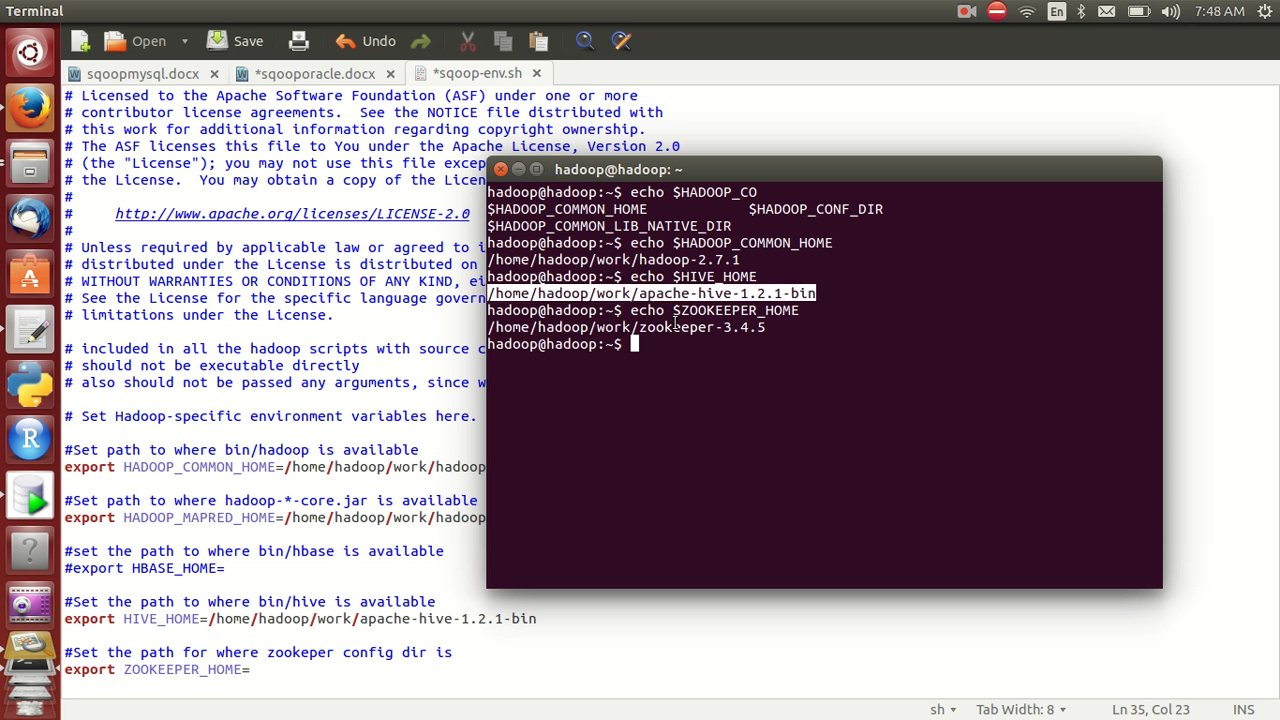 Terminal
En
7:48 AM
Open
Save
Undo
sqoopmysql.docx
*sqooporacle.docx
*sqoop-env.sh
# Licensed to the Apache Software Foundation (ASF) under one or more
# contributor license agreements.  See the NOTICE file distributed with
# this work for additional information regarding copyright ownership.
# The ASF licenses this file to You under the Apache License, Version 2.0
# (the "License"); you may not use this file excep
# the License.  You may obtain a copy of the Licen
#
#     http://www.apache.org/licenses/LICENSE-2.0
#
# Unless required by applicable law or agreed to i
# distributed under the License is distributed on
# WITHOUT WARRANTIES OR CONDITIONS OF ANY KIND, ei
# See the License for the specific language gover
# limitations under the License.
# included in all the hadoop scripts with source c
# should not be executable directly
# also should not be passed any arguments, since w
# Set Hadoop-specific environment variables here.
#Set path to where bin/hadoop is available
export HADOOP_COMMON_HOME=/home/hadoop/work/hadoop
#Set path to where hadoop-*-core.jar is available
export HADOOP_MAPRED_HOME=/home/hadoop/work/hadoop
#set the path to where bin/hbase is available
#export HBASE_HOME=
#Set the path to where bin/hive is available
export HIVE_HOME=/home/hadoop/work/apache-hive-1.2.1-bin
#Set the path for where zookeper config dir is
export ZOOKEEPER_HOME=
hadoop@hadoop: ~
hadoop@hadoop:~$ echo $HADOOP_CO
$HADOOP_COMMON_HOME            $HADOOP_CONF_DIR
$HADOOP_COMMON_LIB_NATIVE_DIR
hadoop@hadoop:~$ echo $HADOOP_COMMON_HOME
/home/hadoop/work/hadoop-2.7.1
hadoop@hadoop:~$ echo $HIVE_HOME
/home/hadoop/work/apache-hive-1.2.1-bin
hadoop@hadoop:~$ echo $ZOOKEEPER_HOME
/home/hadoop/work/zookeeper-3.4.5
hadoop@hadoop:~$
sh
Tab Width: 8
Ln 35, Col 23
INS